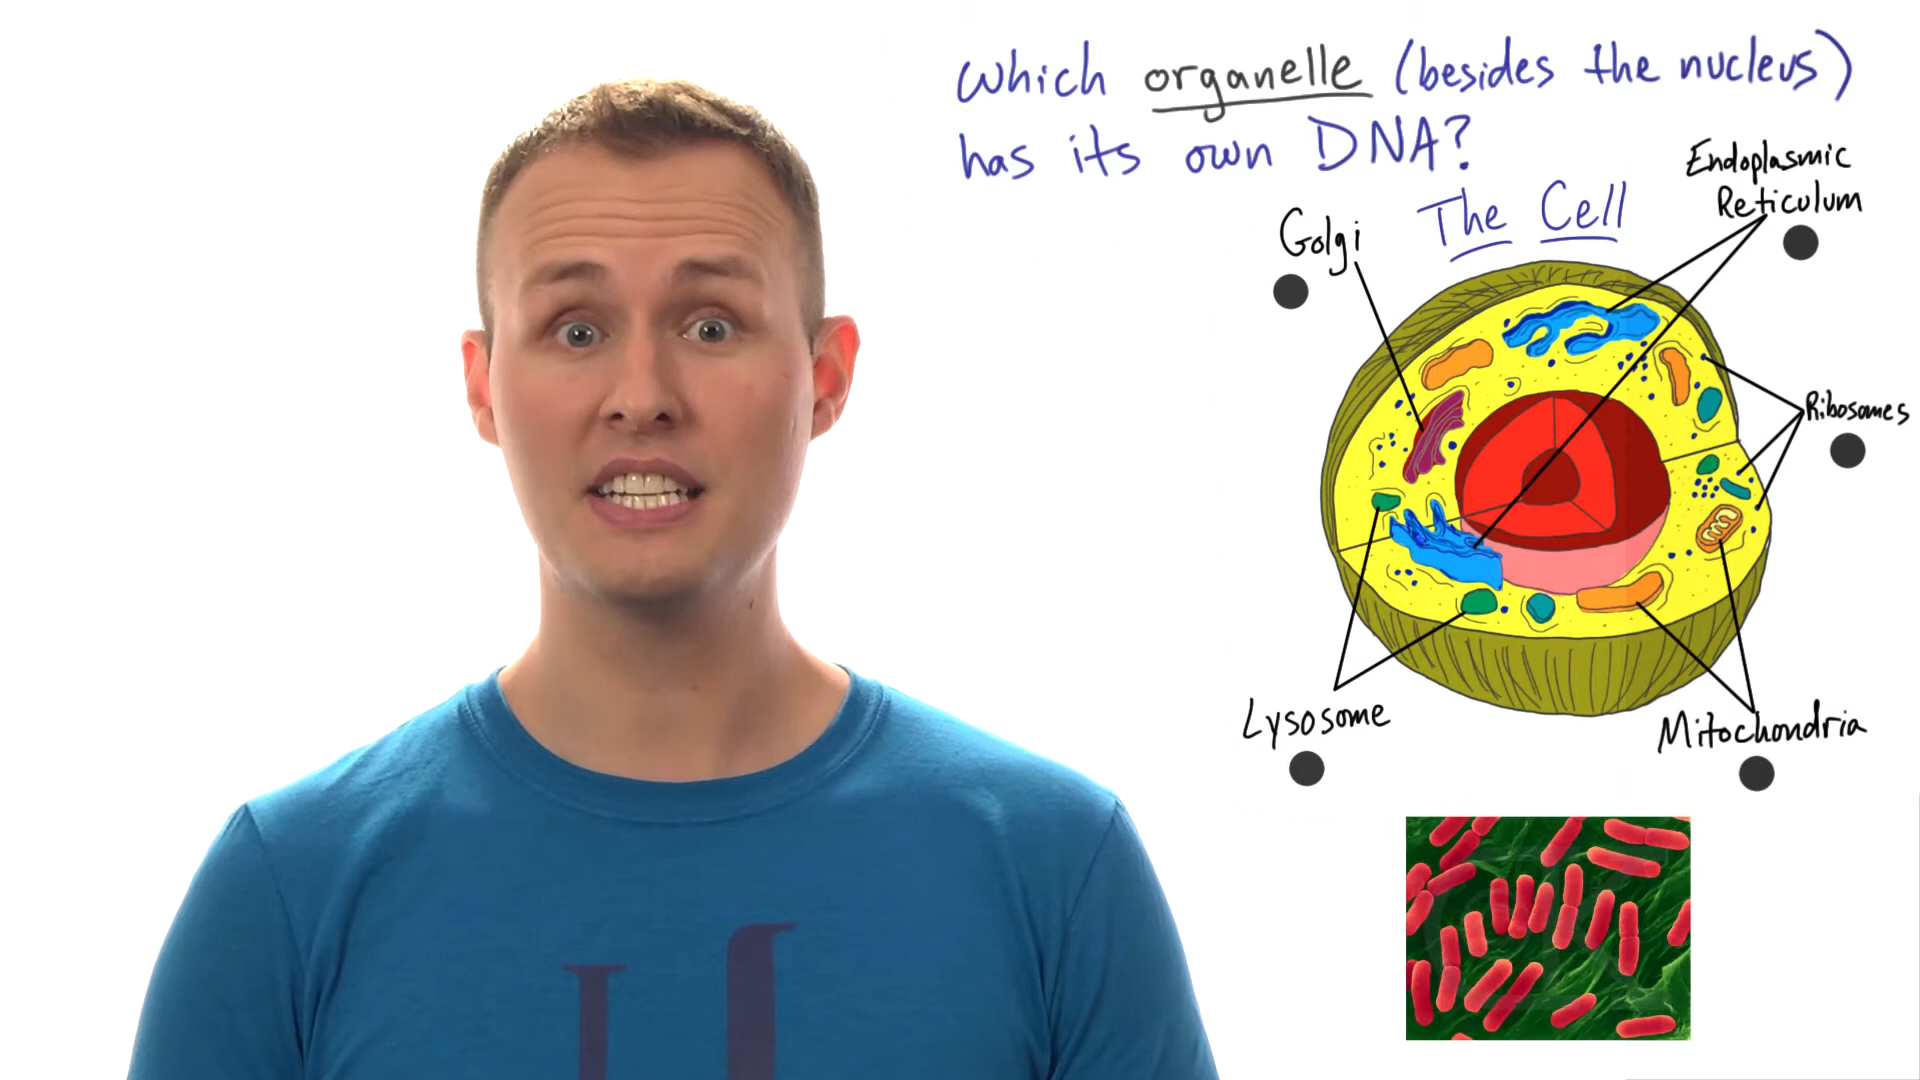 Which organelle (besides the nucleus)
has its own DNA?
Endoplasmic
Reticulum
The Cell
Golgi
Ribosomes
Lysosome
Mitochondria